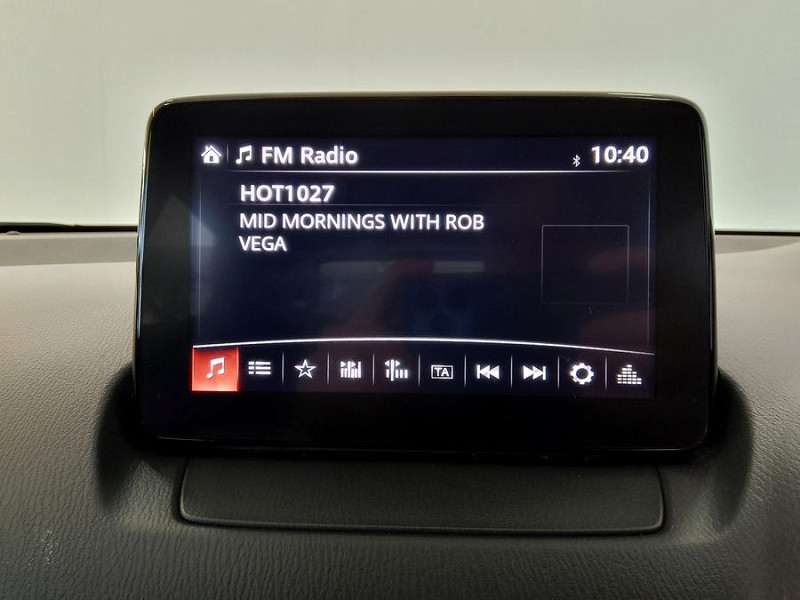 FM Radio 10:40
HOT1027
MID MORNINGS WITH ROB
VEGA
TA